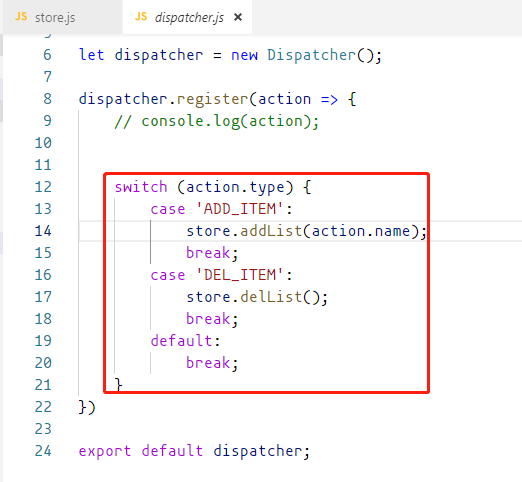 JS store.js
JS dispatcher.js ×
6 let dispatcher = new Dispatcher();
7
8 dispatcher.register(action => {
9 // console.log(action);
10
11
12 switch (action.type) {
13 case 'ADD_ITEM':
14 store.addList(action.name);
15 break;
16 case 'DEL_ITEM':
17 store.delList();
18 break;
19 default:
20 break;
21 }
22 })
23
24 export default dispatcher;